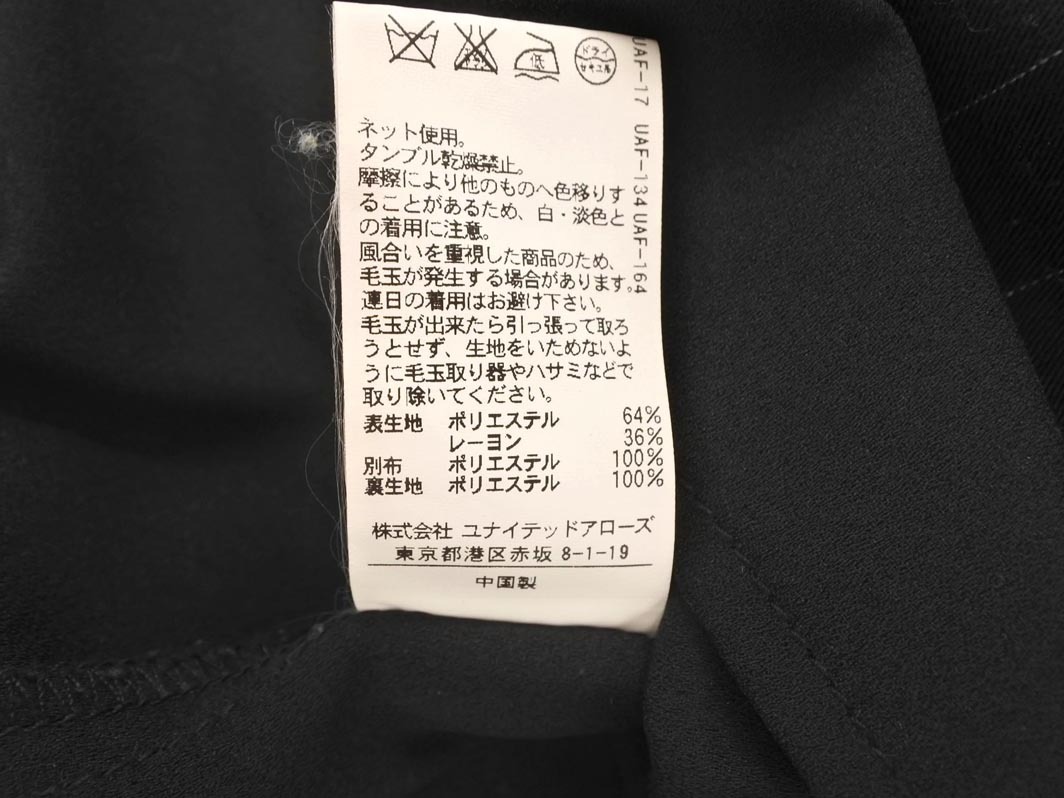 低
ドライ
セキユ系
UAF-17 UAF-134 UAF-164
ネット使用。
タンブル乾燥禁止。
摩擦により他のものへ色移りす
ることがあるため、白・淡色と
の着用に注意。
風合いを重視した商品のため、
毛玉が発生する場合があります。
連日の着用はお避け下さい。
毛玉が出来たら引っ張って取ろ
うとせず、生地をいためないよ
うに毛玉取り器やハサミなどで
取り除いてください。
表生地 ポリエステル 64%
レーヨン 36%
別布 ポリエステル 100%
裏生地 ポリエステル 100%
株式会社 ユナイテッドアローズ
東京都港区赤坂 8-1-19
中国製